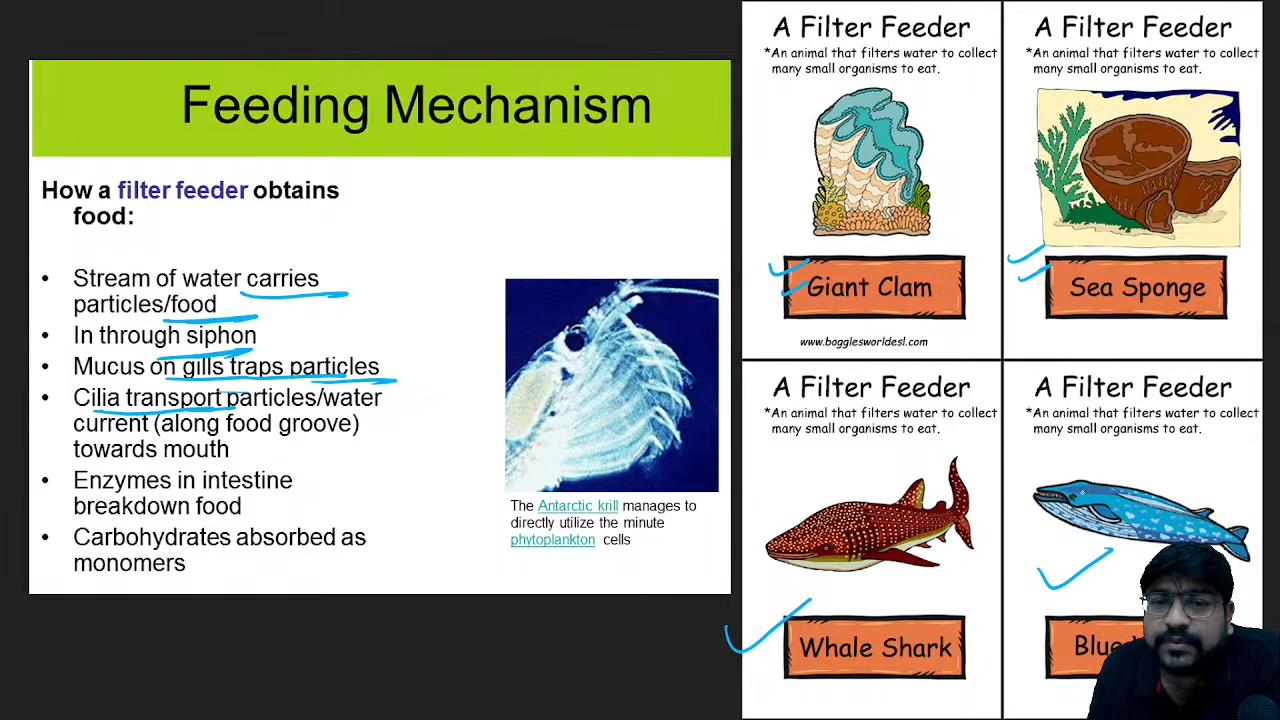 Feeding Mechanism
How a filter feeder obtains
food:
• Stream of water carries
particles/food
• In through siphon
• Mucus on gills traps particles
• Cilia transport particles/water
current (along food groove)
towards mouth
• Enzymes in intestine
breakdown food
• Carbohydrates absorbed as
monomers
The Antarctic krill manages to
directly utilize the minute
phytoplankton cells
A Filter Feeder
*An animal that filters water to collect
many small organisms to eat.
Giant Clam
www.bogglesworldesl.com
A Filter Feeder
*An animal that filters water to collect
many small organisms to eat.
Sea Sponge
A Filter Feeder
*An animal that filters water to collect
many small organisms to eat.
Whale Shark
A Filter Feeder
*An animal that filters water to collect
many small organisms to eat.
Blue